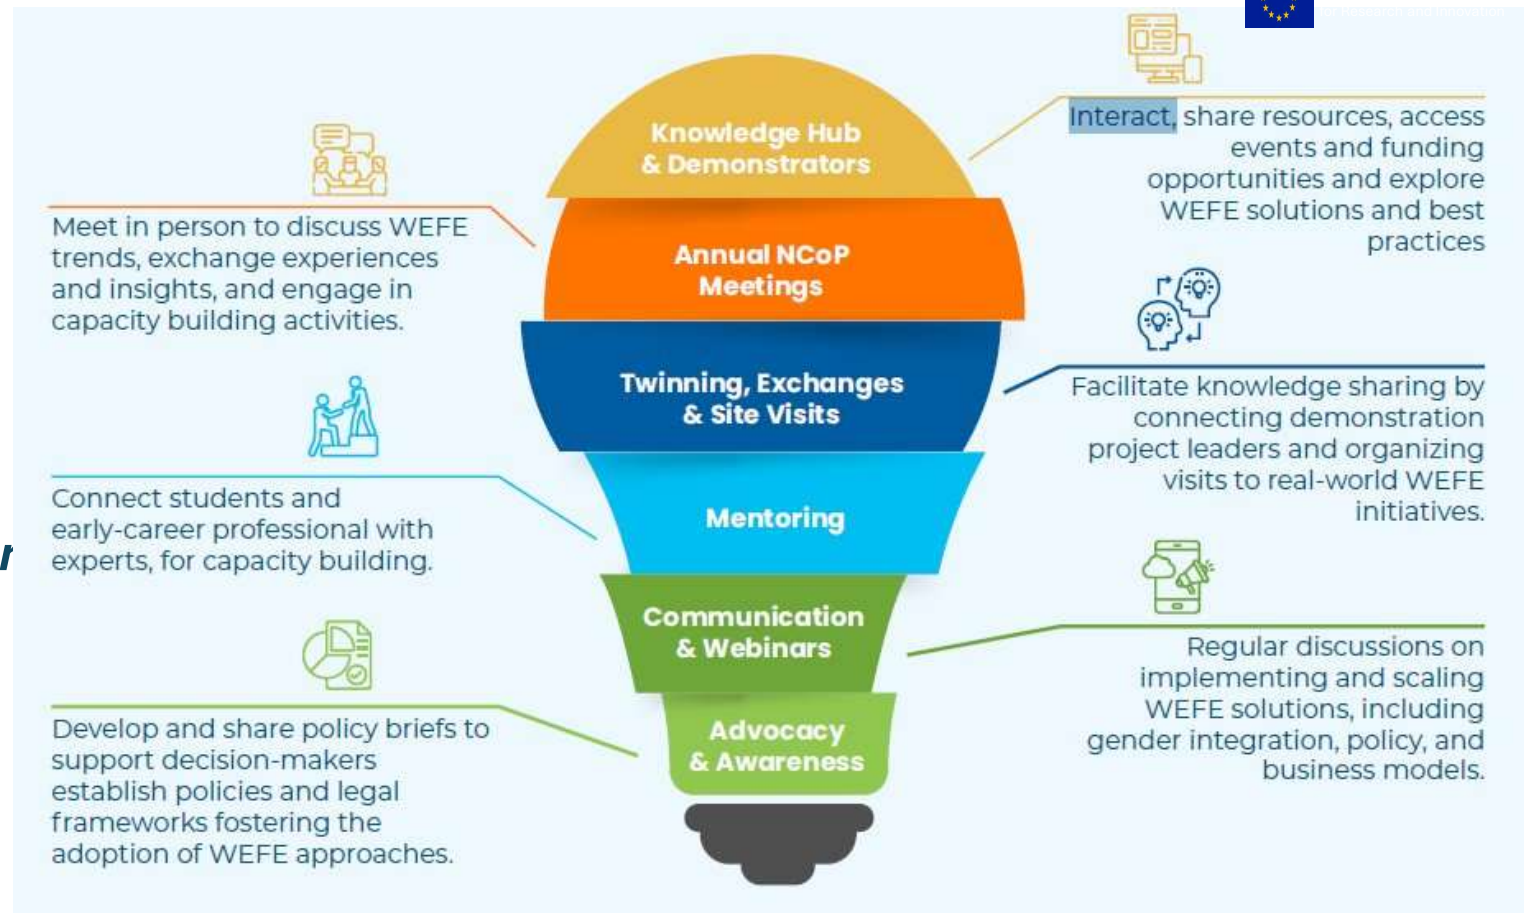 for Research and Innovation
Knowledge Hub
& Demonstrators
Interact, share resources, access
events and funding
opportunities and explore
WEFE solutions and best
practices
Meet in person to discuss WEFE
trends, exchange experiences
and insights, and engage in
capacity building activities.
Annual NCoP
Meetings
Twinning, Exchanges
& Site Visits
Facilitate knowledge sharing by
connecting demonstration
project leaders and organizing
visits to real-world WEFE
initiatives.
Connect students and
early-career professional with
experts, for capacity building.
Mentoring
Communication
& Webinars
Regular discussions on
implementing and scaling
WEFE solutions, including
gender integration, policy, and
business models.
Develop and share policy briefs to
support decision-makers
establish policies and legal
frameworks fostering the
adoption of WEFE approaches.
Advocacy
& Awareness